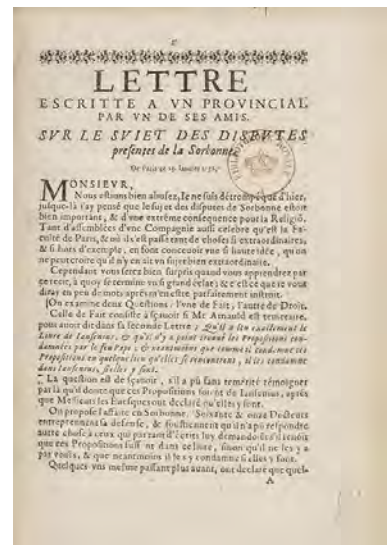 LETTRE
ESCRITTE A VN PROVINCIAL
PAR VN DE SES AMIS.
SVR LE SVIET DES DISPVTES
presentes de la Sorbonne.
De Paris ce 23. Ianuier 1656.
MONSIEVR,
Nous estions bien abusez. Ie ne suis détrompé que d'hier,
jusque-là j'ay pensé que le sujet des disputes de Sorbonne estoit
bien important, & d'vne extrême consequence pour la Religiõ.
Tant d'assemblées d'vne Compagnie aussi celebre qu'est la Fa-
culté de Paris, & où il s'est passé tant de choses si extraordinaires,
& si hors d'exemple, en font conceuoir vne si haute idée, qu'on
ne peut croire qu'il n'y en ait vn sujet bien extraordinaire.
Cependant vous serez bien surpris quand vous apprendrez par
ce recit, à quoy se termine vn si grand éclat; & c'est ce que ie vous
diray en peu de mots aprés m'en estre parfaitement instruit.
On examine deux Questions; l'vne de Fait, l'autre de Droit.
Celle de Fait consiste à sçauoir si Mr Arnauld est temeraire,
pour auoir dit dans sa seconde Lettre; Qu'il a leu exactement le
Liure de Iansenius, & qu'il n'y a point trouué les Propositions con-
damnées par le feu Pape; & neantmoins que comme il condamne ces
Propositions en quelque lieu qu'elles se rencontrent, il les condamne
dans Iansenius, si elles y sont.
La question est de sçauoir, s'il a pû sans temerité témoigner
par là qu'il doute que ces Propositions soient de Iansenius, aprés
que Messieurs les Euesques ont declaré qu'elles y sont.
On propose l'affaire en Sorbonne. Soixante & onze Docteurs
entreprennent sa defense, & soustiennent qu'il n'a pû respondre
autre chose à ceux qui par tant d'écrits luy demandoiẽt s'il tenoit
que ces Propositions fussẽt dans ce liure, sinon qu'il ne les y a
pas veuës, & que neantmoins il les y condamne si elles y sont.
Quelques vns mesme passant plus auant, ont declaré que quel-
A